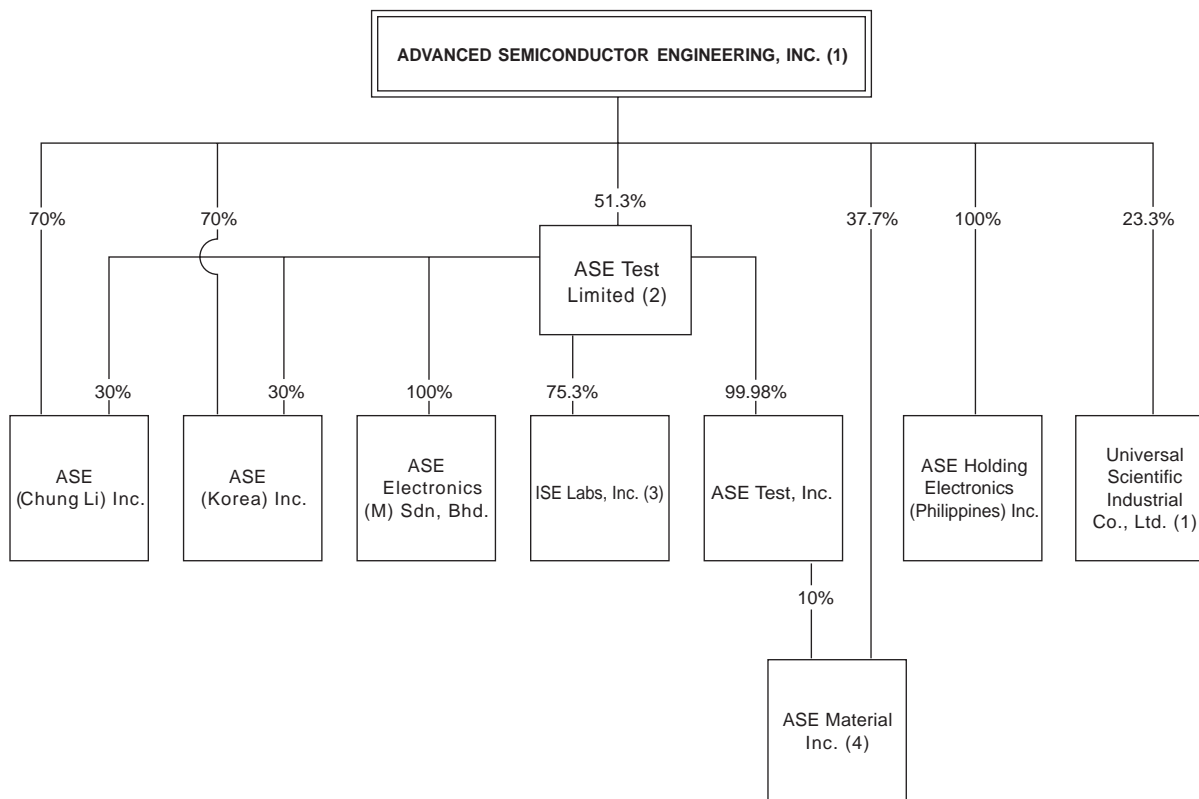 ADVANCED SEMICONDUCTOR ENGINEERING, INC. (1)
70%
70%
51.3%
37.7%
100%
23.3%
ASE Test
Limited (2)
30%
30%
100%
75.3%
99.98%
ASE
(Chung Li) Inc.
ASE
(Korea) Inc.
ASE
Electronics
(M) Sdn, Bhd.
ISE Labs, Inc. (3)
ASE Test, Inc.
ASE Holding
Electronics
(Philippines) Inc.
Universal
Scientific
Industrial
Co., Ltd. (1)
10%
ASE Material
Inc. (4)